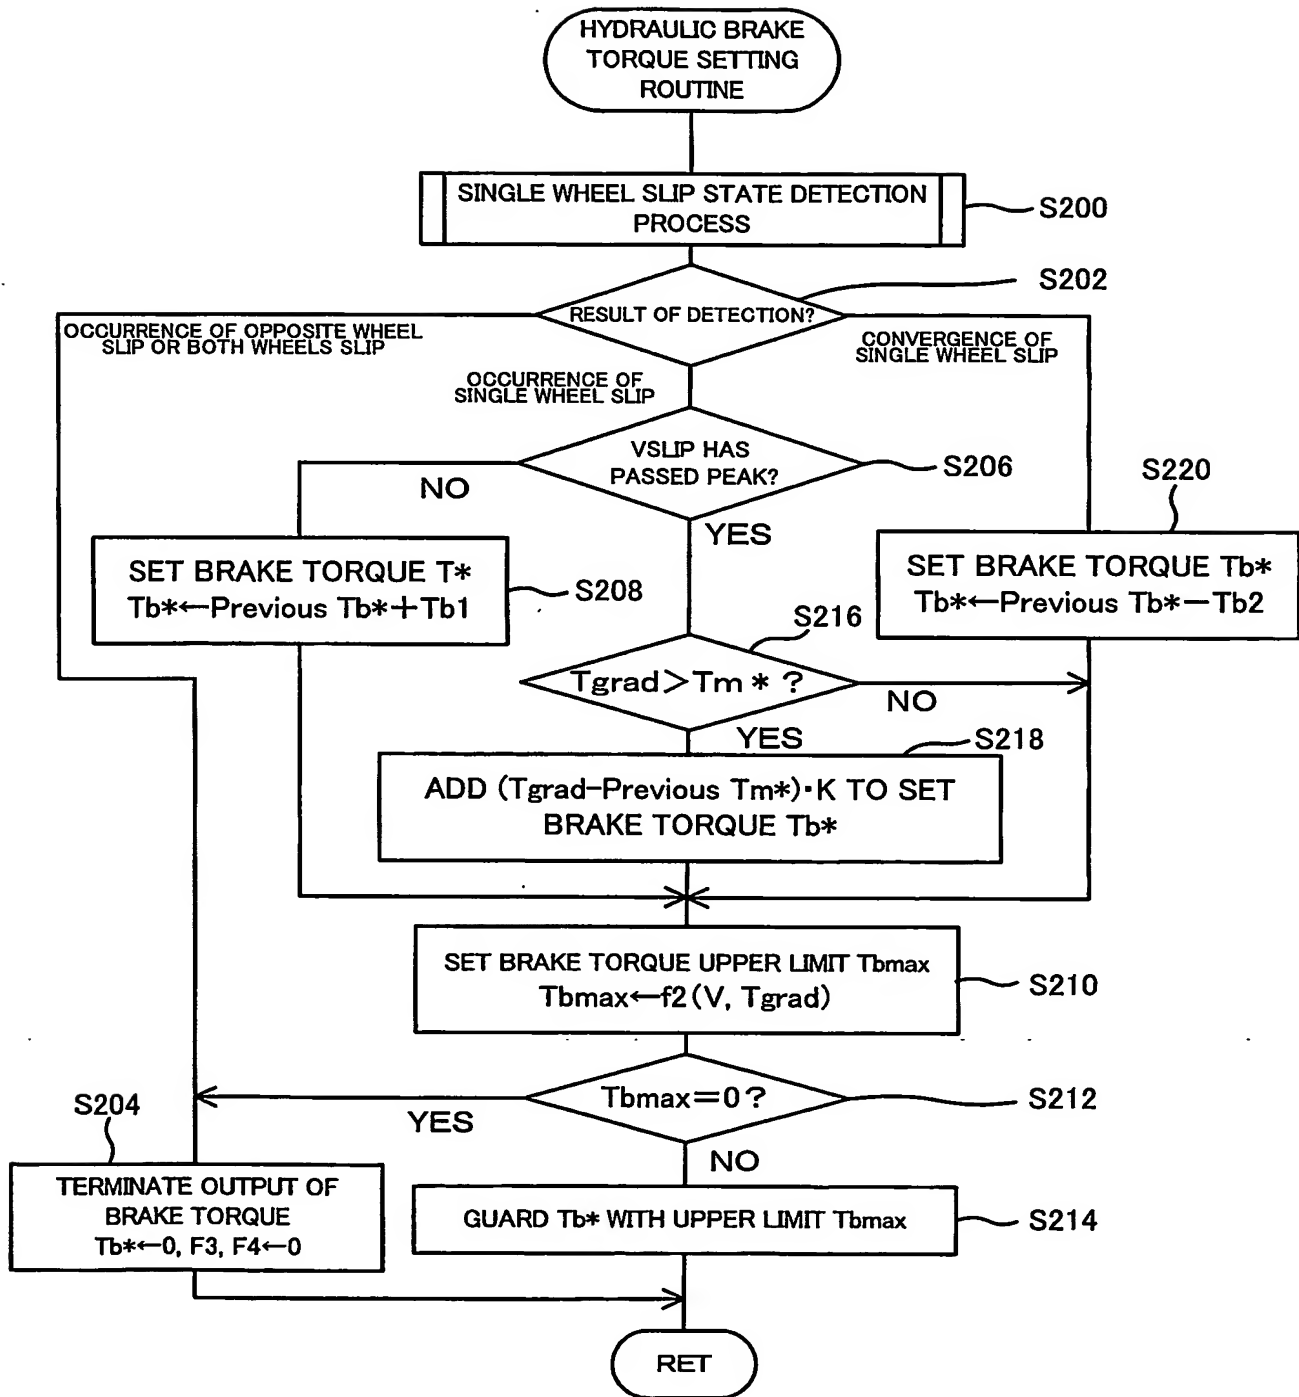 HYDRAULIC BRAKE
TORQUE SETTING
ROUTINE
SINGLE WHEEL SLIP STATE DETECTION
PROCESS
S200
S202
RESULT OF DETECTION?
OCCURRENCE OF OPPOSITE WHEEL
SLIP OR BOTH WHEELS SLIP
CONVERGENCE OF
SINGLE WHEEL SLIP
OCCURRENCE OF
SINGLE WHEEL SLIP
VSLIP HAS
PASSED PEAK?
S206
NO
YES
S220
SET BRAKE TORQUE T*
Tb*←Previous Tb*+Tb1
S208
SET BRAKE TORQUE Tb*
Tb*←Previous Tb*−Tb2
S216
Tgrad>Tm*?
NO
YES
S218
ADD (Tgrad-Previous Tm*)・K TO SET
BRAKE TORQUE Tb*
SET BRAKE TORQUE UPPER LIMIT Tbmax
Tbmax←f2(V, Tgrad)
S210
Tbmax=0?
S212
YES
NO
S204
TERMINATE OUTPUT OF
BRAKE TORQUE
Tb*←0, F3, F4←0
GUARD Tb* WITH UPPER LIMIT Tbmax
S214
RET